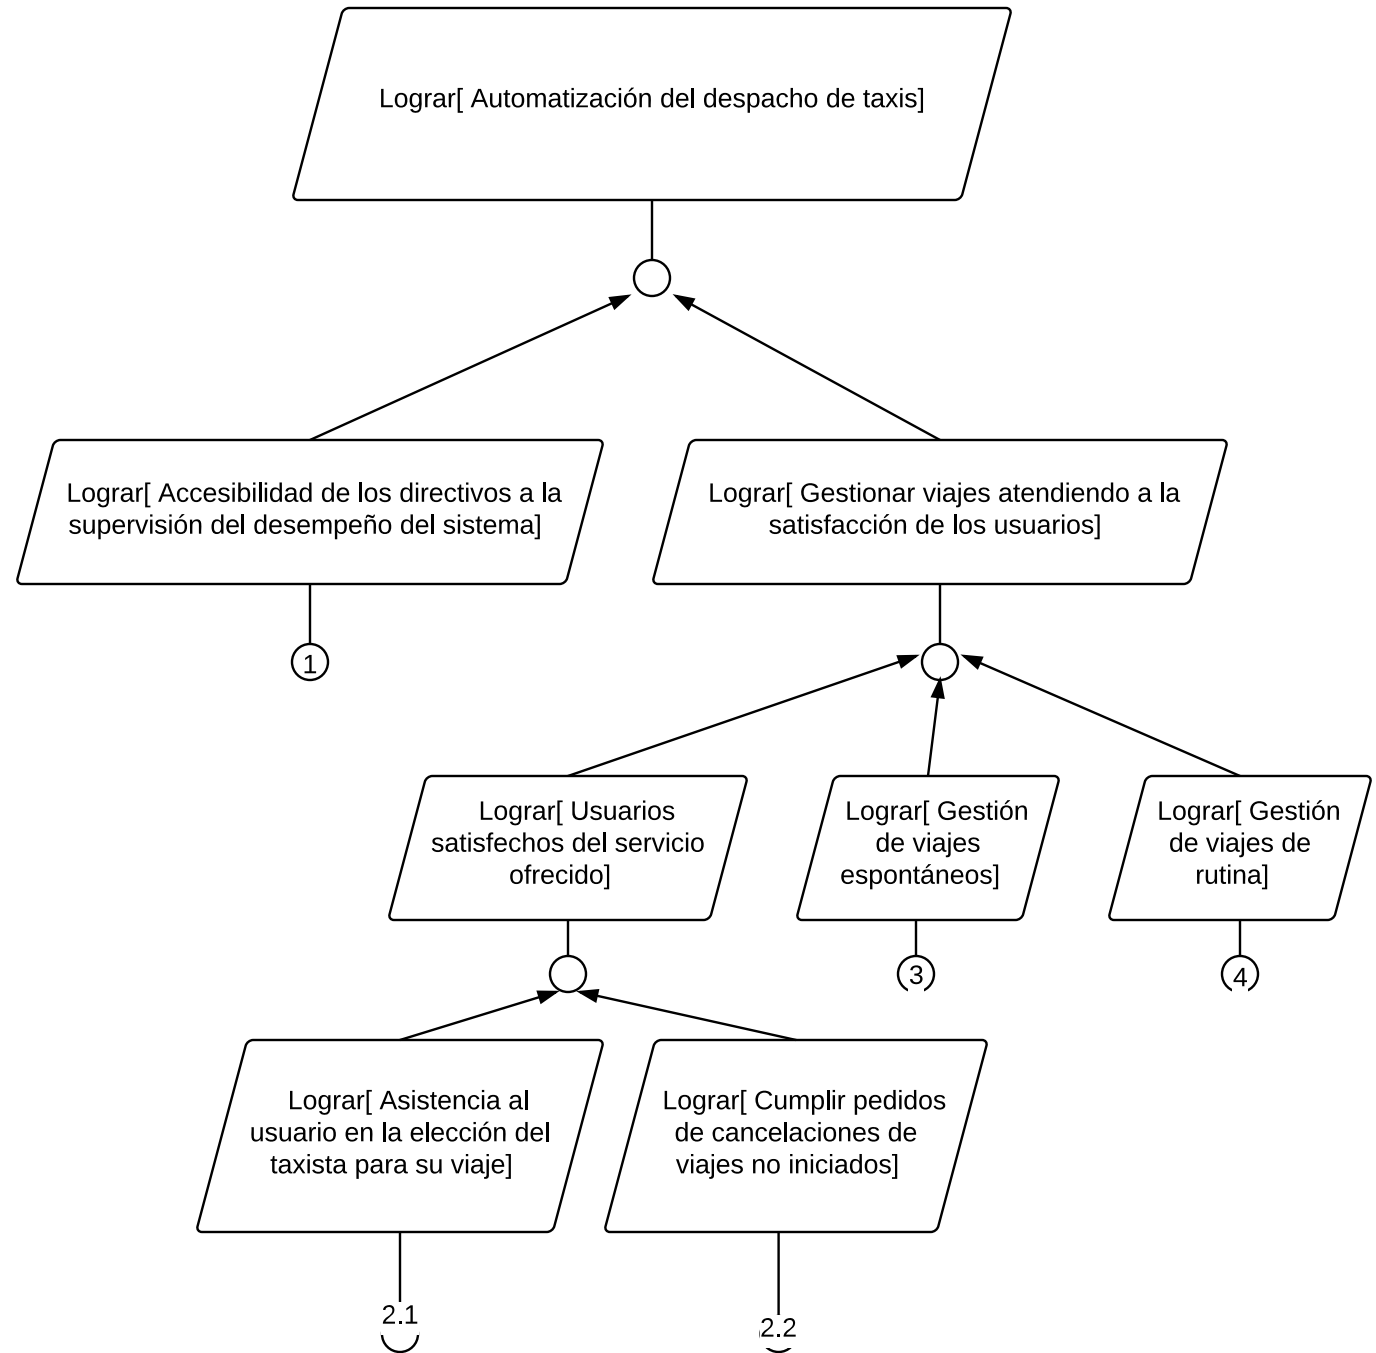 Lograr[ Automatización del despacho de taxis]
Lograr[ Accesibilidad de los directivos a la
supervisión del desempeño del sistema]
Lograr[ Gestionar viajes atendiendo a la
satisfacción de los usuarios]
1
Lograr[ Usuarios
satisfechos del servicio
ofrecido]
Lograr[ Gestión
de viajes
espontáneos]
Lograr[ Gestión
de viajes de
rutina]
3
4
Lograr[ Asistencia al
usuario en la elección del
taxista para su viaje]
Lograr[ Cumplir pedidos
de cancelaciones de
viajes no iniciados]
2.1
2.2